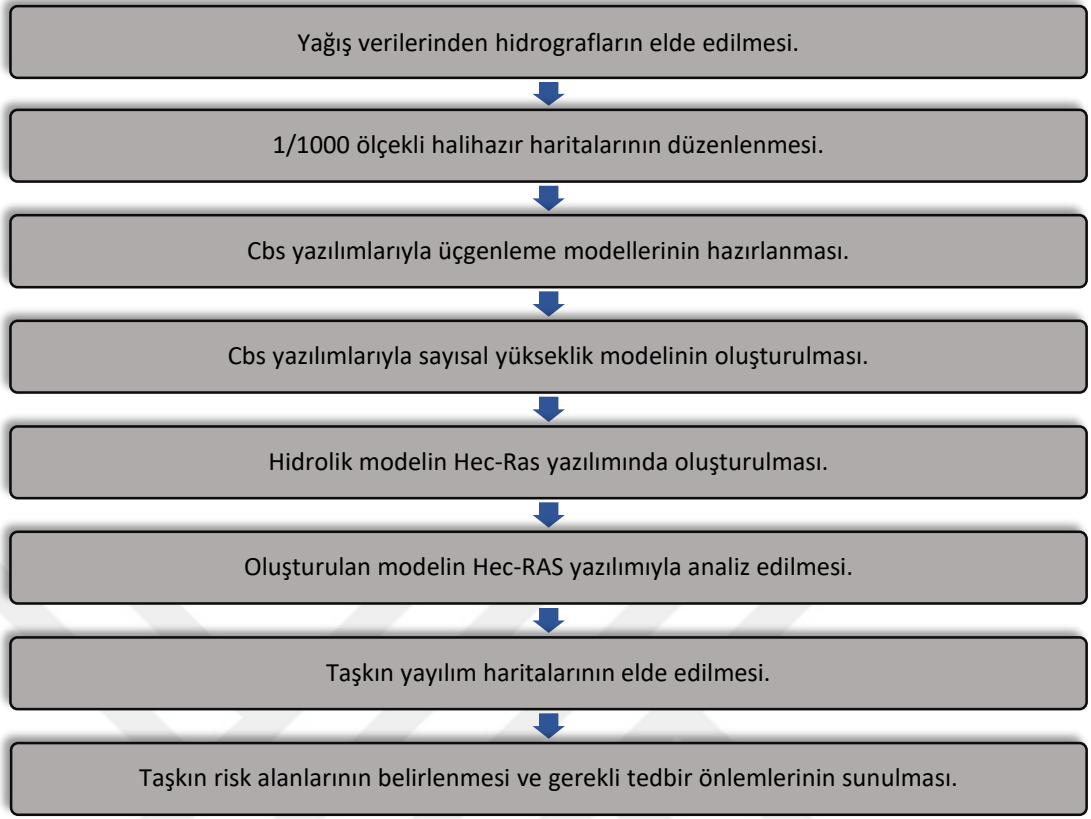 Yağış verilerinden hidrografların elde edilmesi.
1/1000 ölçekli halihazır haritalarının düzenlenmesi.
Cbs yazılımlarıyla üçgenleme modellerinin hazırlanması.
Cbs yazılımlarıyla sayısal yükseklik modelinin oluşturulması.
Hidrolik modelin Hec-Ras yazılımında oluşturulması.
Oluşturulan modelin Hec-RAS yazılımıyla analiz edilmesi.
Taşkın yayılım haritalarının elde edilmesi.
Taşkın risk alanlarının belirlenmesi ve gerekli tedbir önlemlerinin sunulması.